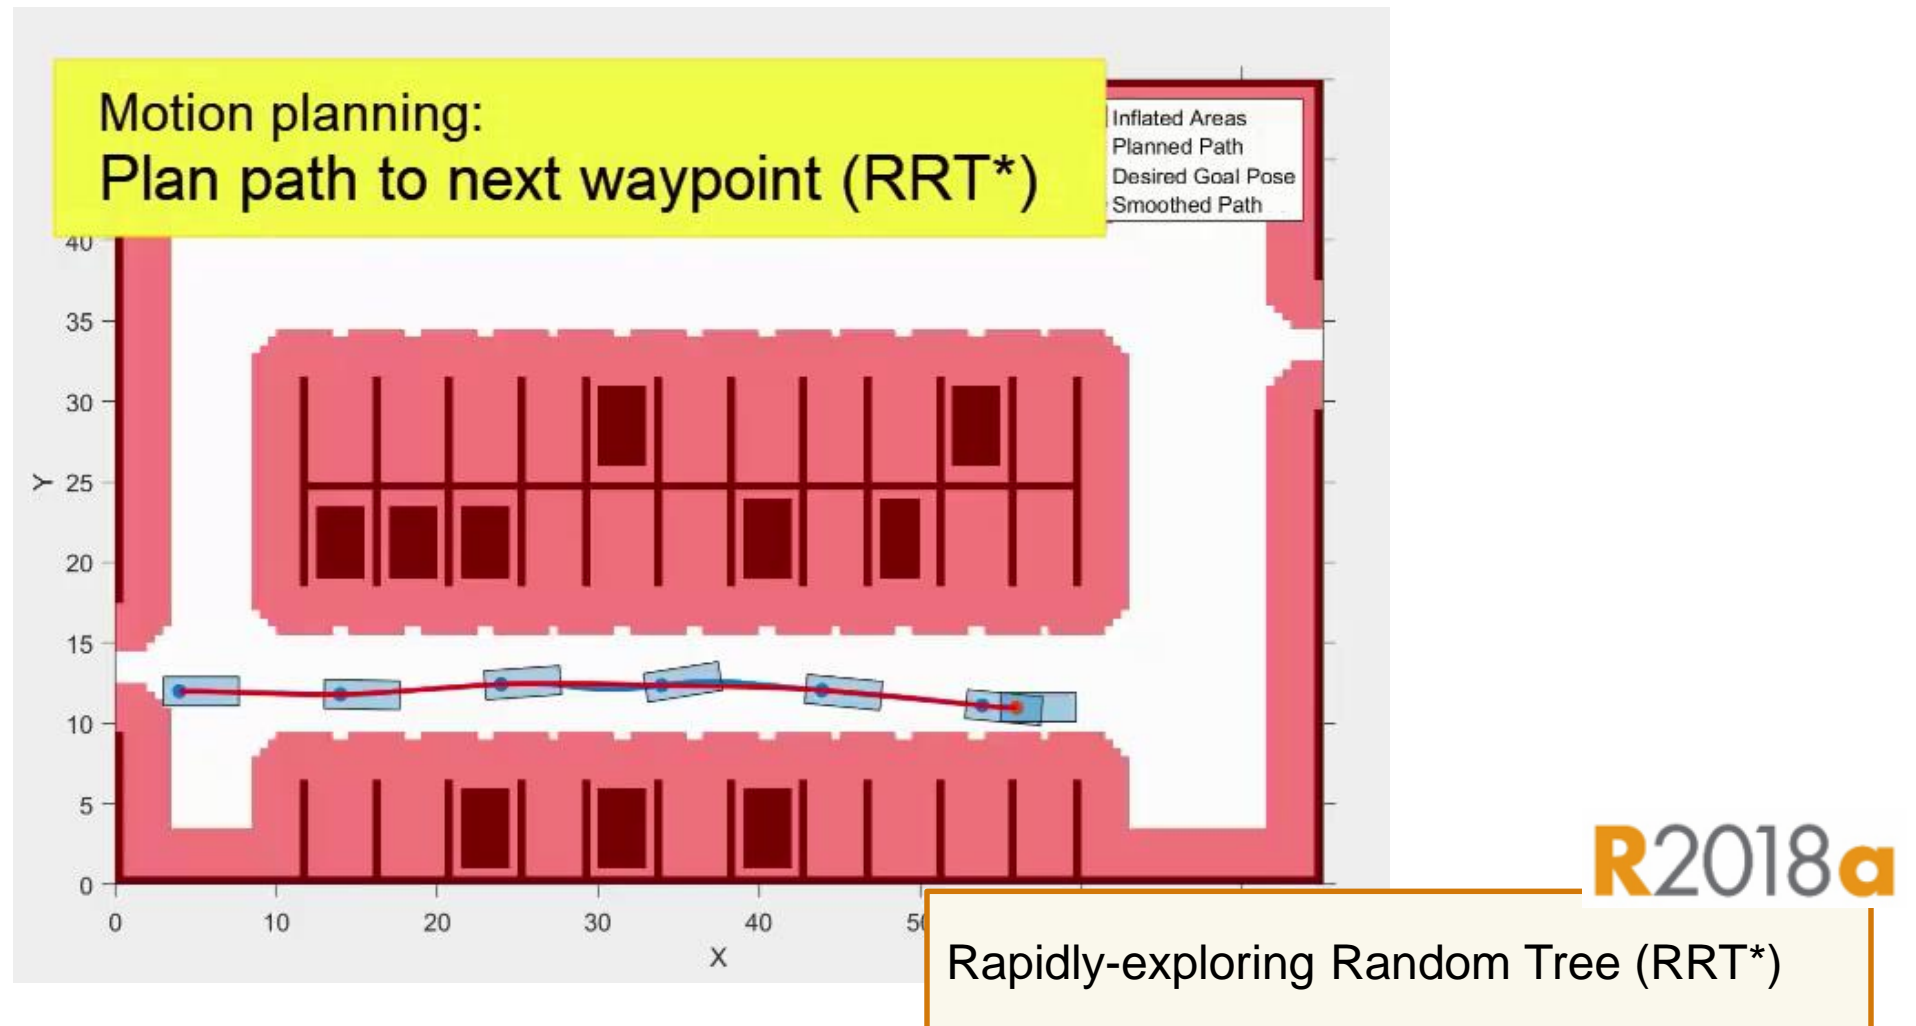 Motion planning:
Plan path to next waypoint (RRT*)
Inflated Areas
Planned Path
Desired Goal Pose
Smoothed Path
40
35
30
25
20
15
10
5
0
Y
0 10 20 30 40 50
X
R2018a
Rapidly-exploring Random Tree (RRT*)